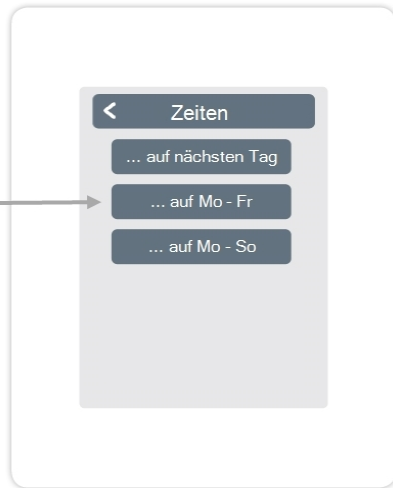 Zeiten
... auf nächsten Tag
... auf Mo - Fr
... auf Mo - So